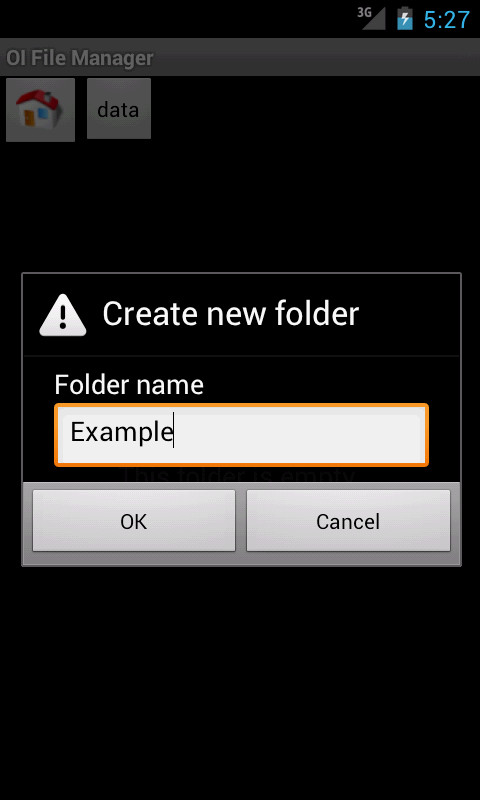 3G 5:27
OI File Manager
data
Create new folder
Folder name
Example
This folder is empty.
OK Cancel